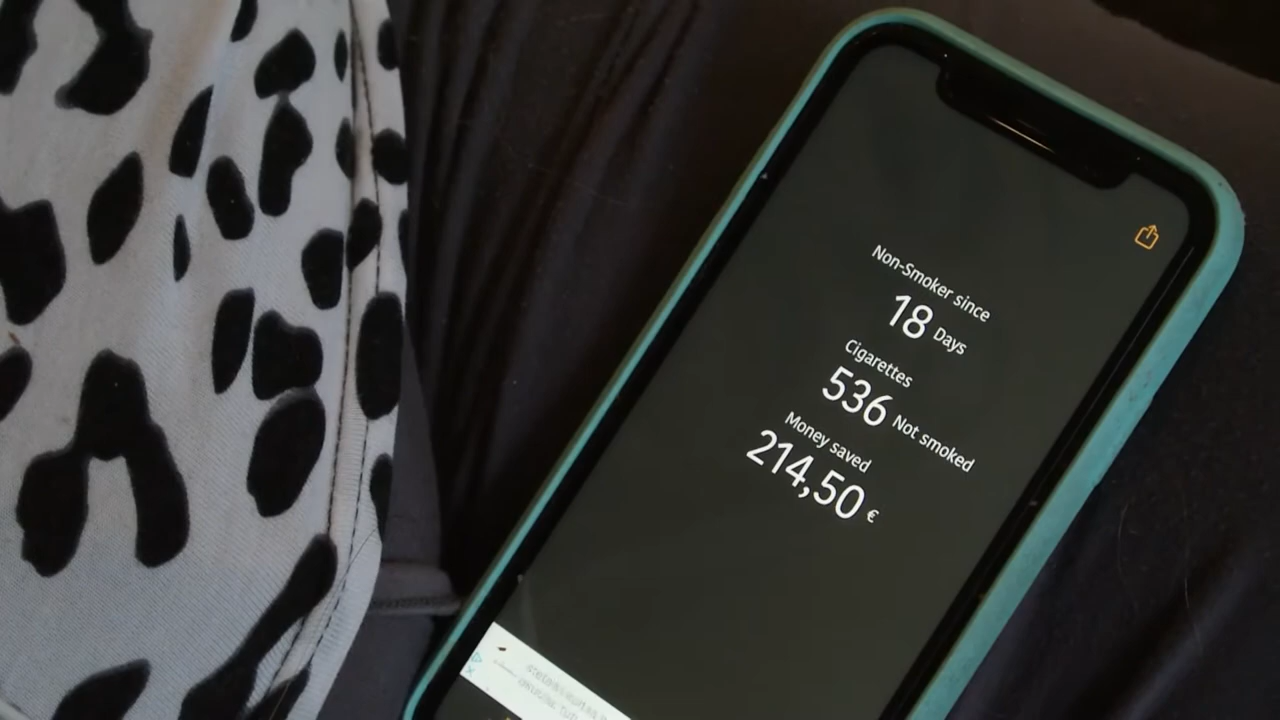 Non-Smoker since
18 Days
Cigarettes
536 Not smoked
Money saved
214,50 €